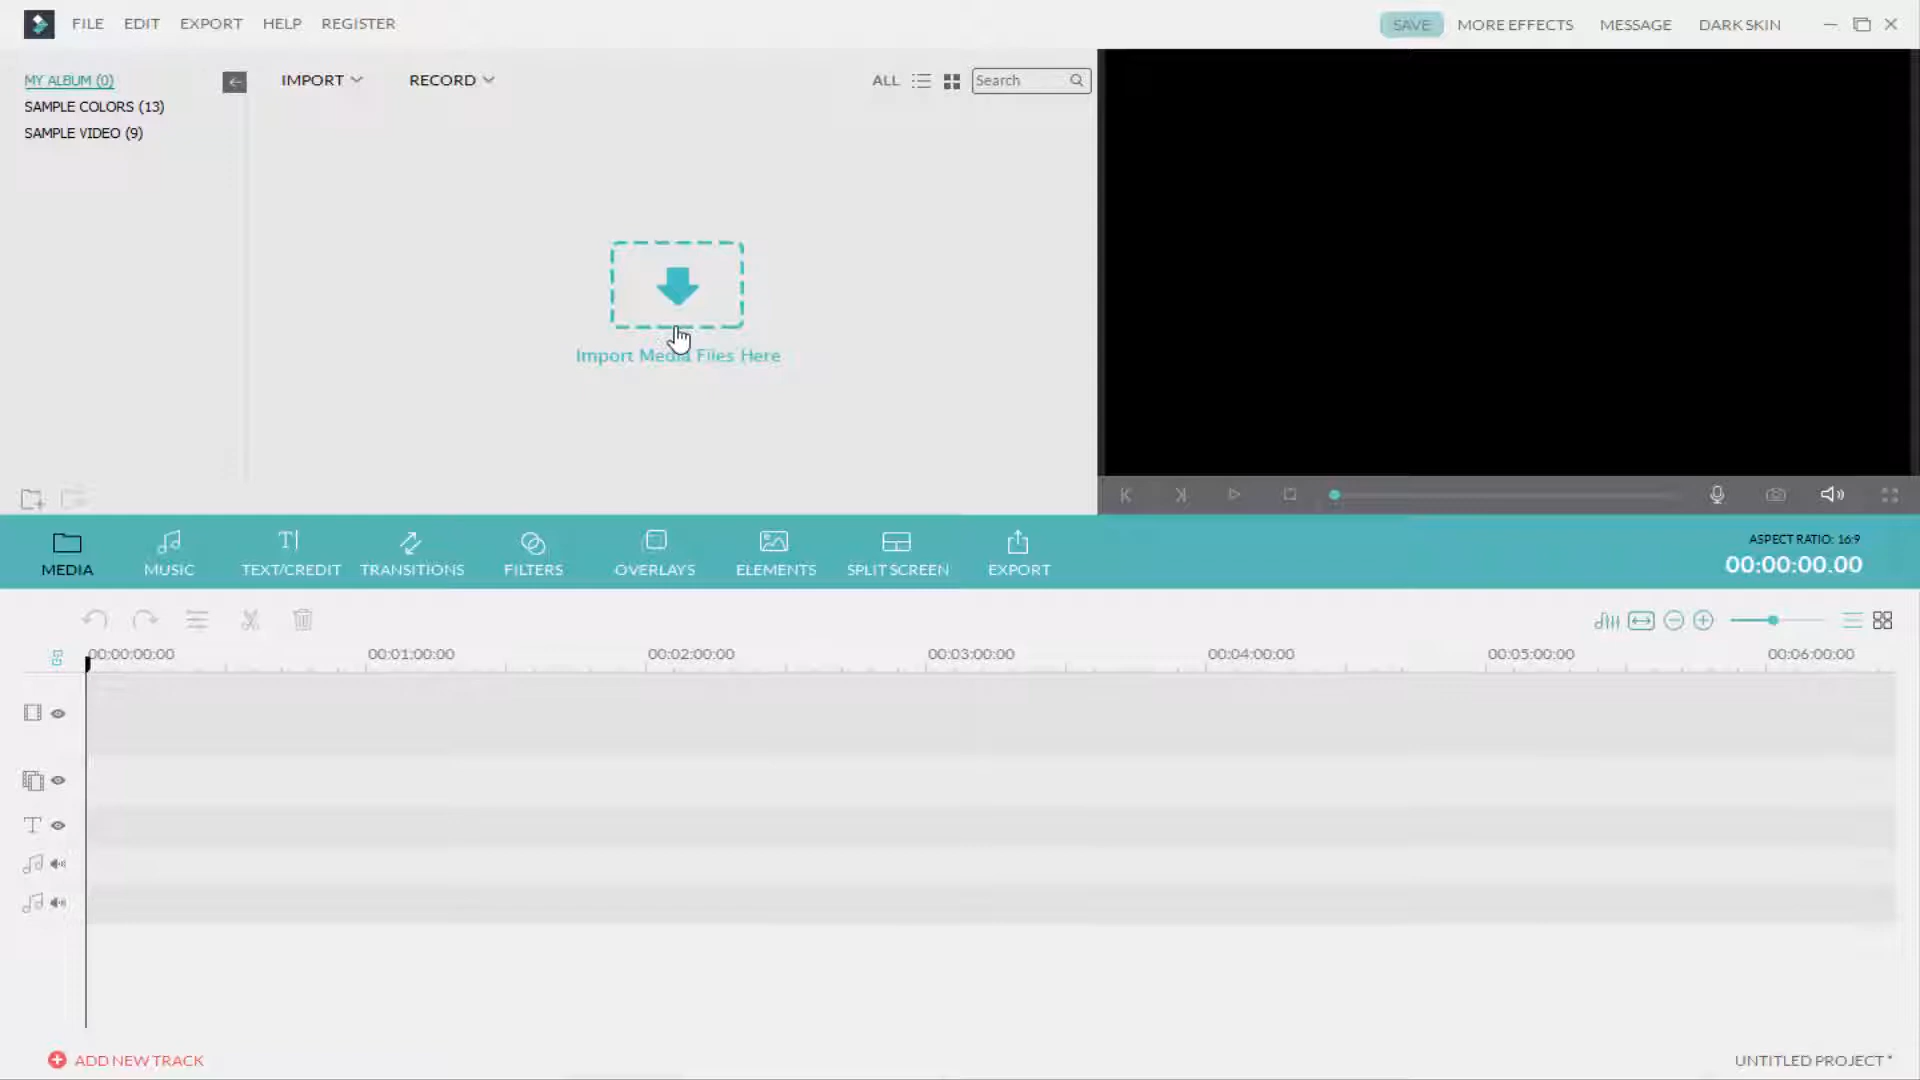 FILE EDIT EXPORT HELP REGISTER SAVE MORE EFFECTS MESSAGE DARK SKIN
MY ALBUM (0)
SAMPLE COLORS (13)
SAMPLE VIDEO (9)
IMPORT RECORD ALL Search
Import Media Files Here
MEDIA MUSIC TEXT/CREDIT TRANSITIONS FILTERS OVERLAYS ELEMENTS SPLIT SCREEN EXPORT
ASPECT RATIO: 16:9
00:00:00.00
00:00:00:00 00:01:00:00 00:02:00:00 00:03:00:00 00:04:00:00 00:05:00:00 00:06:00:00
ADD NEW TRACK
UNTITLED PROJECT *